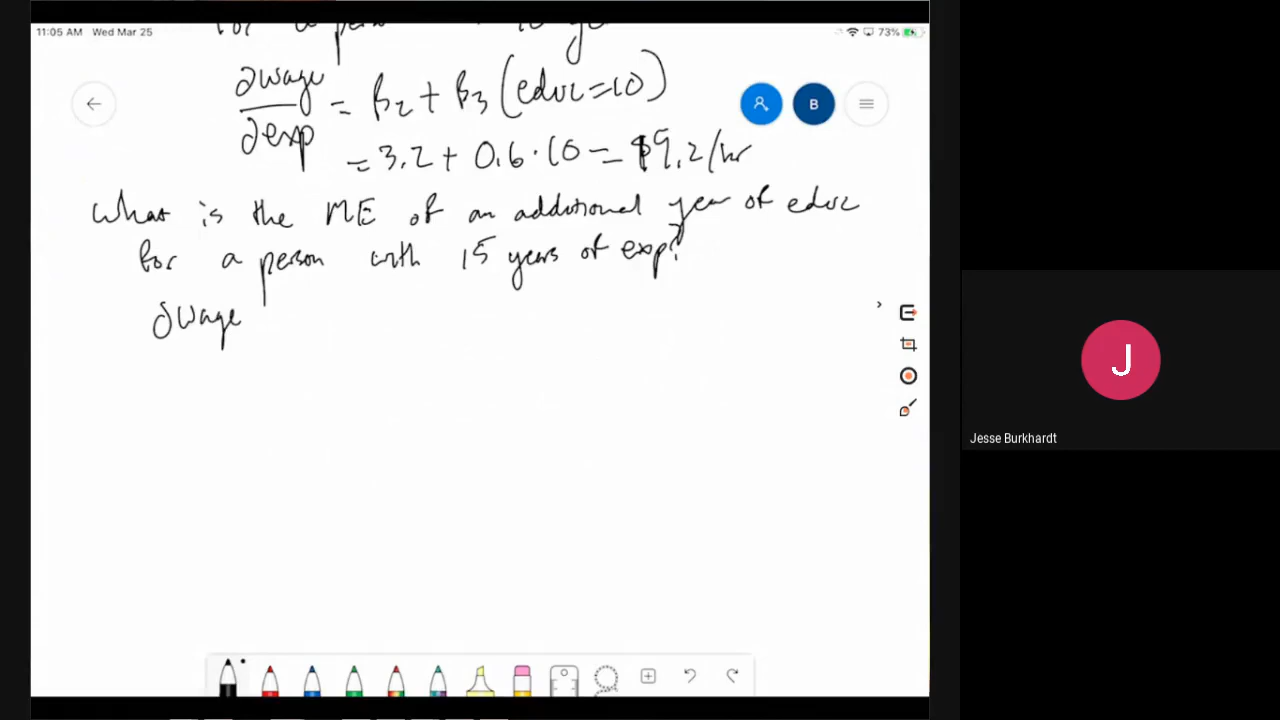 11:05 AM Wed Mar 25
73%
for a person
∂wage/∂exp = β2 + β3 (educ=10)
= 3.2 + 0.6·10 = $9.2/hr
B
What is the ME of an additional year of educ
for a person with 15 years of exp?
∂wage
J
Jesse Burkhardt